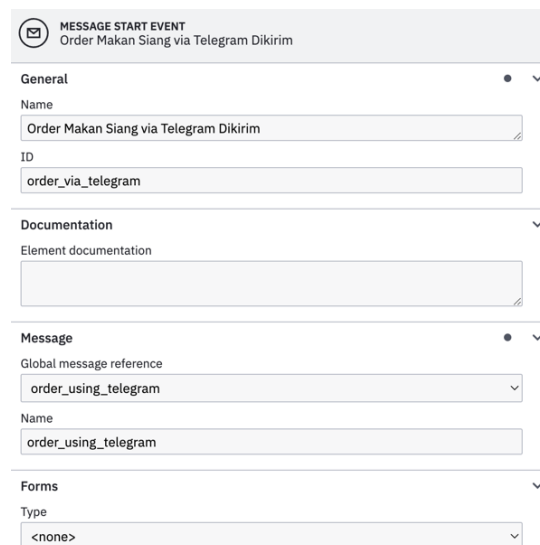 MESSAGE START EVENT
Order Makan Siang via Telegram Dikirim
General
Name
Order Makan Siang via Telegram Dikirim
ID
order_via_telegram
Documentation
Element documentation
Message
Global message reference
order_using_telegram
Name
order_using_telegram
Forms
Type
<none>